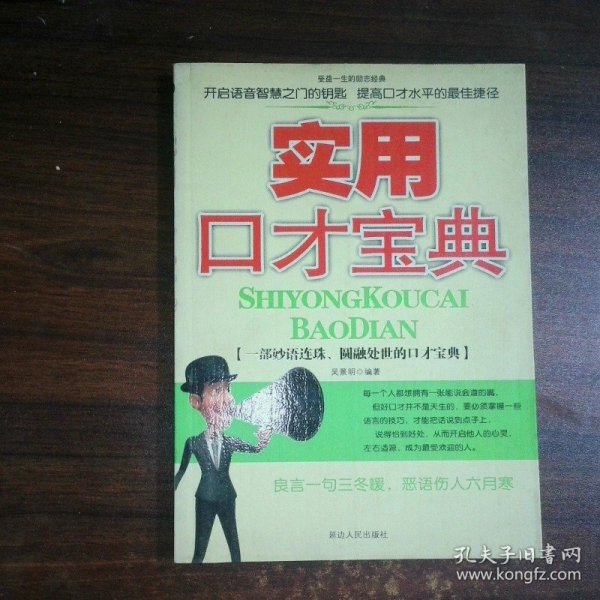 受益一生的励志经典
开启语言智慧之门的钥匙 提高口才水平的最佳捷径
实用
口才宝典
SHIYONGKOUCAI
BAODIAN
【一部妙语连珠、圆融处世的口才宝典】
吴景明◎编著
每一个人都想拥有一张能说会道的嘴，
但好口才并不是天生的，要必须掌握一些
语言的技巧，才能把话说到点子上，
说得恰到好处，从而开启他人的心灵，
左右逢源，成为最受欢迎的人。
良言一句三冬暖，恶语伤人六月寒
延边人民出版社
孔夫子旧书网
www.kongfz.com